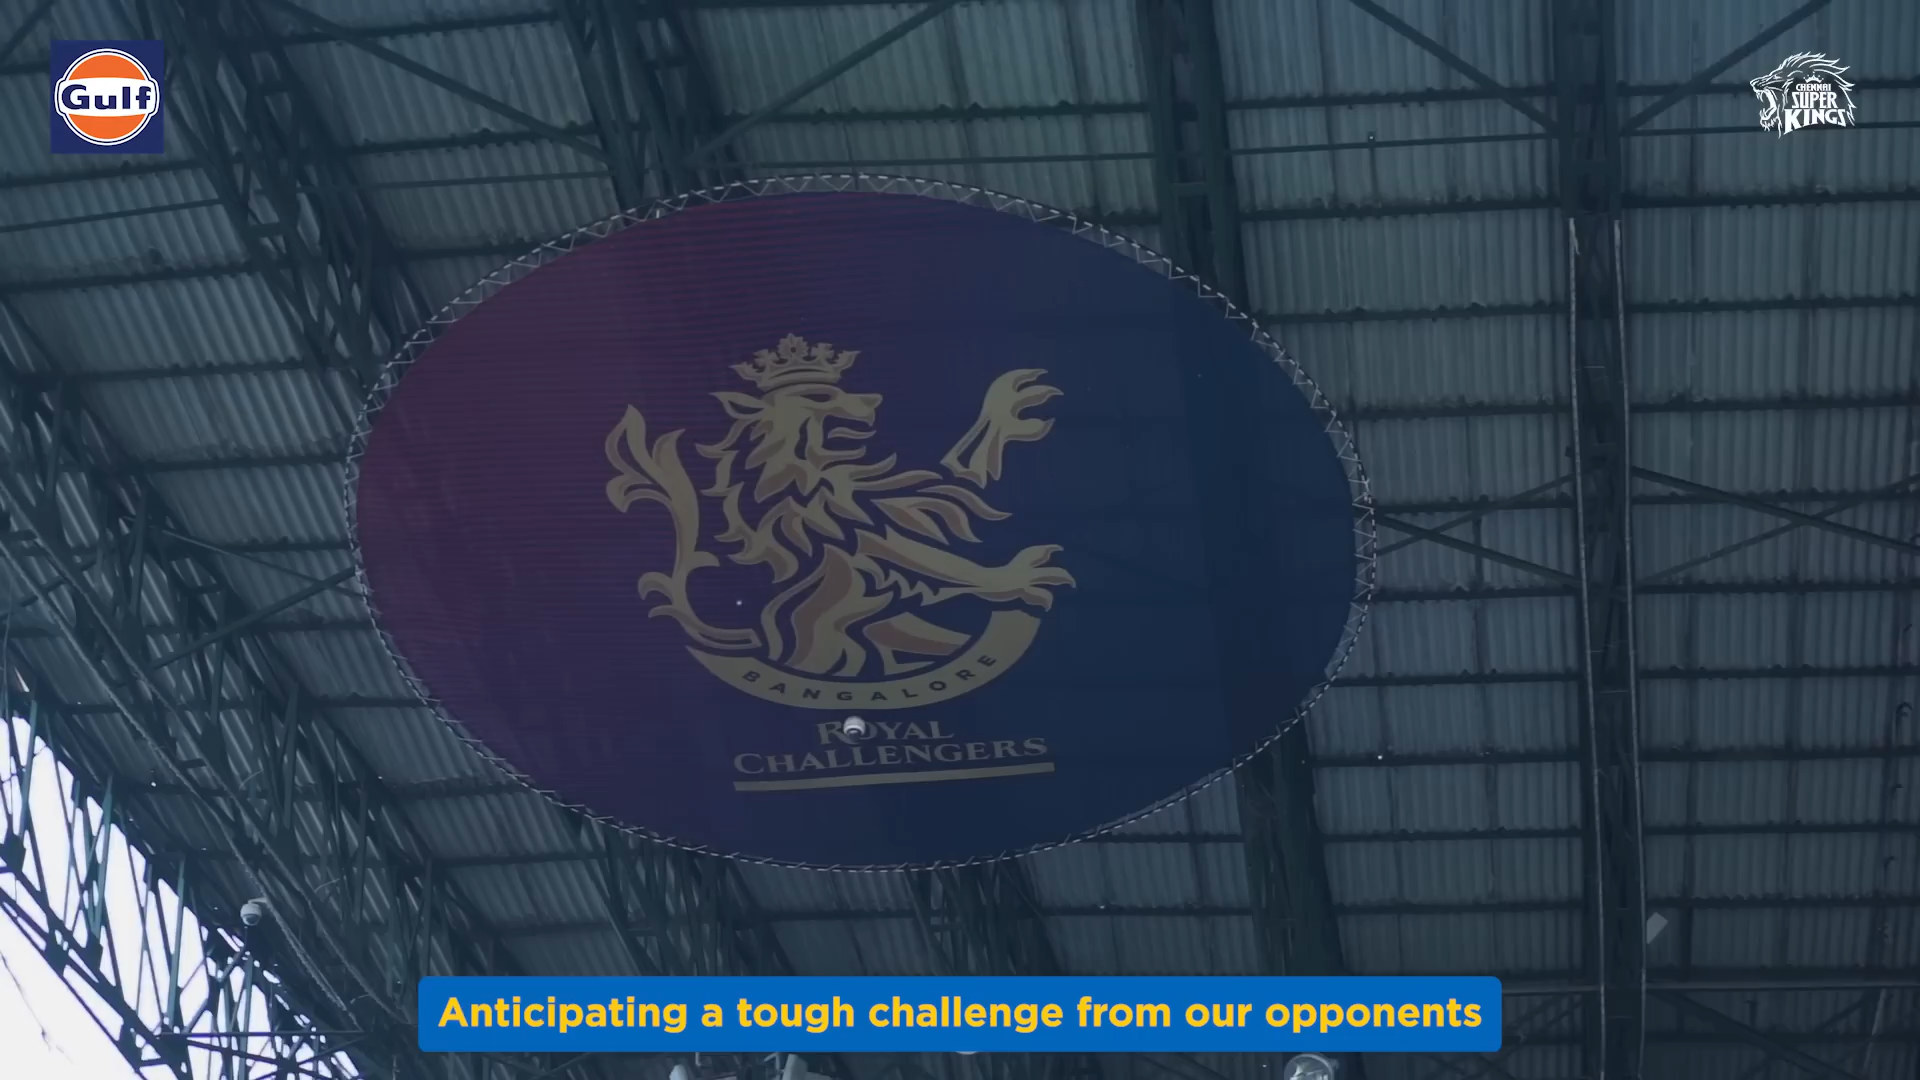 Gulf
CHENNAI
SUPER
KINGS
BANGALORE
ROYAL
CHALLENGERS
Anticipating a tough challenge from our opponents